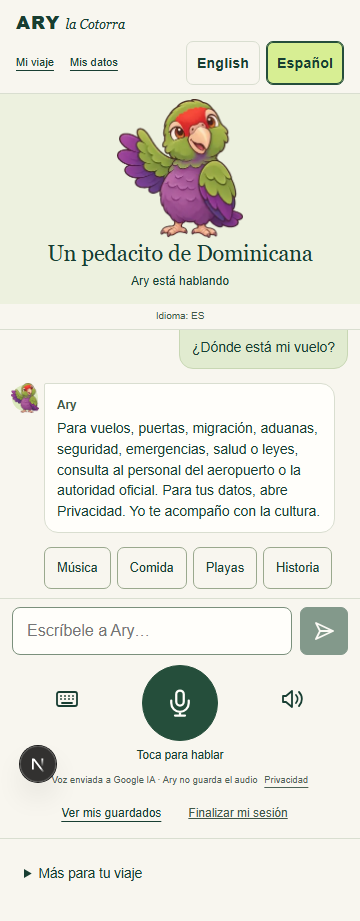 ARY la Cotorra
Mi viaje Mis datos English Español
Un pedacito de Dominicana
Ary está hablando
Idioma: ES
¿Dónde está mi vuelo?
Ary
Para vuelos, puertas, migración, aduanas,
seguridad, emergencias, salud o leyes,
consulta al personal del aeropuerto o la
autoridad oficial. Para tus datos, abre
Privacidad. Yo te acompaño con la cultura.
Música Comida Playas Historia
Escríbele a Ary…
Toca para hablar
N
Voz enviada a Google IA · Ary no guarda el audio Privacidad
Ver mis guardados Finalizar mi sesión
Más para tu viaje